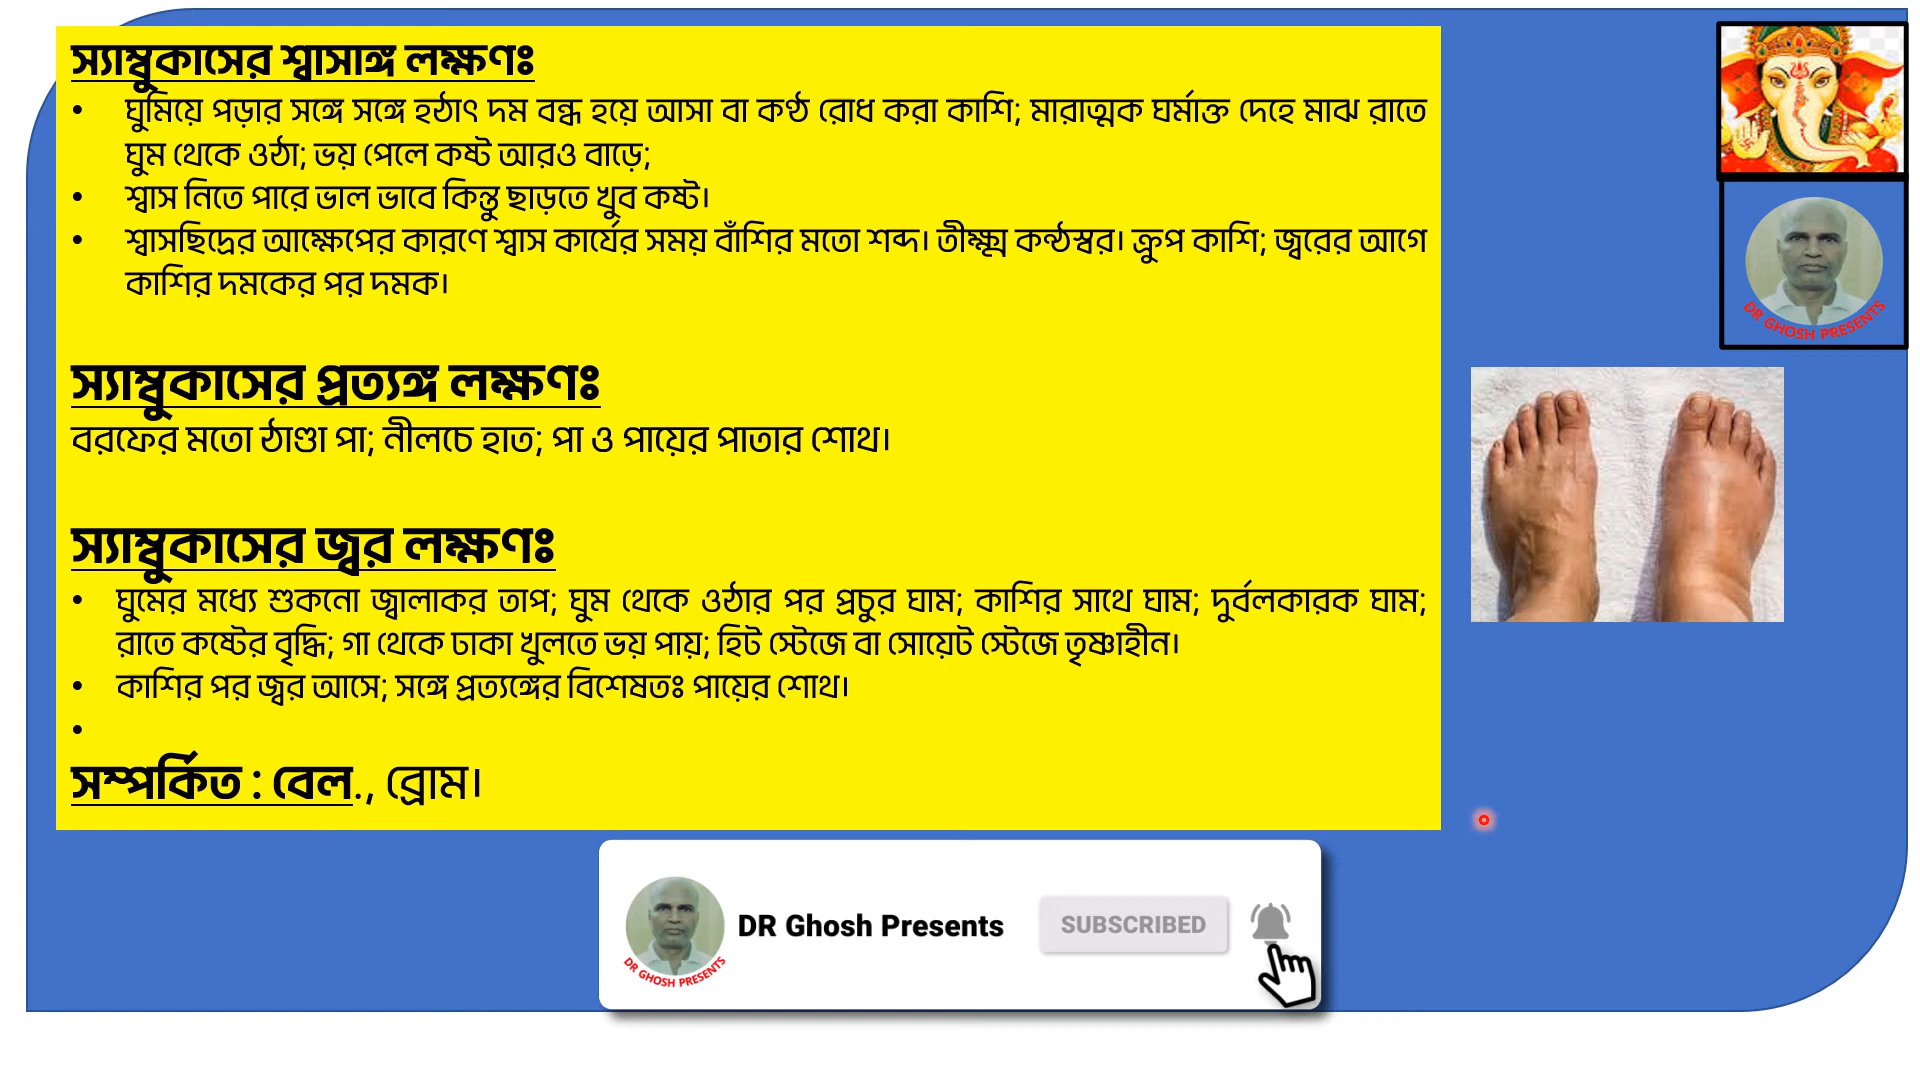 স্যাম্বুকাসের শ্বাসাঙ্গ লক্ষণঃ
• ঘুমিয়ে পড়ার সঙ্গে সঙ্গে হঠাৎ দম বন্ধ হয়ে আসা বা কণ্ঠ রোধ করা কাশি; মারাত্মক ঘর্মাক্ত দেহে মাঝ রাতে
ঘুম থেকে ওঠা; ভয় পেলে কষ্ট আরও বাড়ে;
• শ্বাস নিতে পারে ভাল ভাবে কিন্তু ছাড়তে খুব কষ্ট।
• শ্বাসছিদ্রের আক্ষেপের কারণে শ্বাস কার্যের সময় বাঁশির মতো শব্দ। তীক্ষ্ম কন্ঠস্বর। ক্রুপ কাশি; জ্বরের আগে
কাশির দমকের পর দমক।
স্যাম্বুকাসের প্রত্যঙ্গ লক্ষণঃ
বরফের মতো ঠাণ্ডা পা; নীলচে হাত; পা ও পায়ের পাতার শোথ।
স্যাম্বুকাসের জ্বর লক্ষণঃ
• ঘুমের মধ্যে শুকনো জ্বালাকর তাপ; ঘুম থেকে ওঠার পর প্রচুর ঘাম; কাশির সাথে ঘাম; দুর্বলকারক ঘাম;
রাতে কষ্টের বৃদ্ধি; গা থেকে ঢাকা খুলতে ভয় পায়; হিট স্টেজে বা সোয়েট স্টেজে তৃষ্ণাহীন।
• কাশির পর জ্বর আসে; সঙ্গে প্রত্যঙ্গের বিশেষতঃ পায়ের শোথ।
•
সম্পর্কিত : বেল., ব্রোম।
DR GHOSH PRESENTS
DR GHOSH PRESENTS
DR Ghosh Presents
SUBSCRIBED